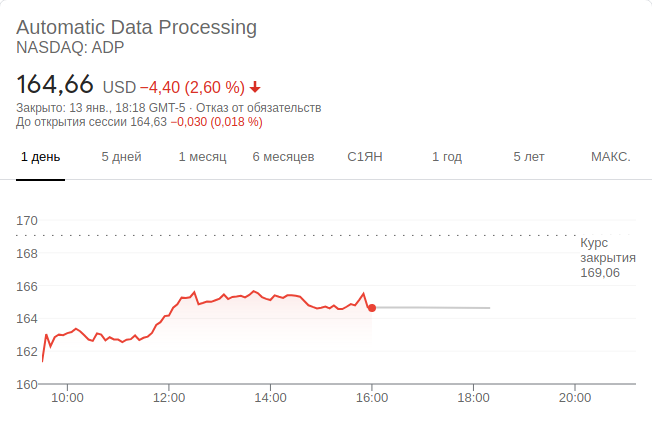 Automatic Data Processing
NASDAQ: ADP
164,66 USD −4,40 (2,60 %)
Закрыто: 13 янв., 18:18 GMT-5 · Отказ от обязательств
До открытия сессии 164,63 −0,030 (0,018 %)
1 день 5 дней 1 месяц 6 месяцев С1ЯН 1 год 5 лет МАКС.
170
Курс
закрытия
169,06
168
166
164
162
160
10:00 12:00 14:00 16:00 18:00 20:00